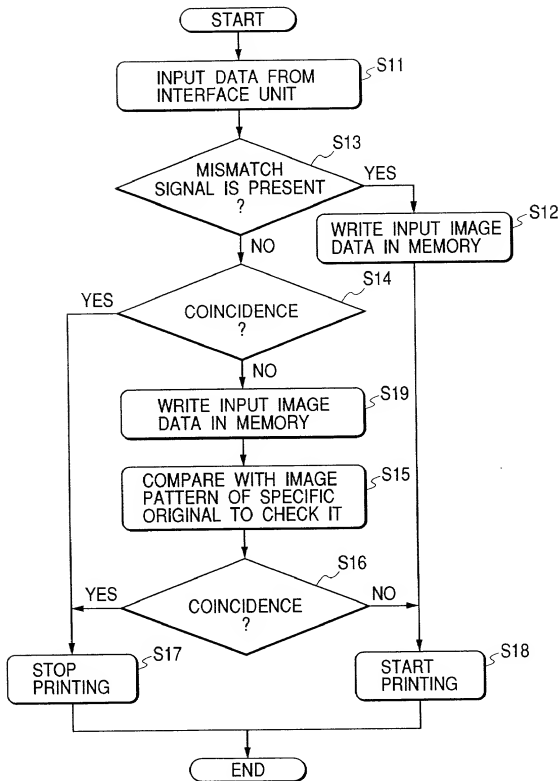 START
S11
INPUT DATA FROM
INTERFACE UNIT
S13
MISMATCH
SIGNAL IS PRESENT
?
YES
S12
WRITE INPUT IMAGE
DATA IN MEMORY
NO
S14
YES
COINCIDENCE
?
NO
S19
WRITE INPUT IMAGE
DATA IN MEMORY
S15
COMPARE WITH IMAGE
PATTERN OF SPECIFIC
ORIGINAL TO CHECK IT
S16
YES
COINCIDENCE
?
NO
S17
STOP
PRINTING
S18
START
PRINTING
END